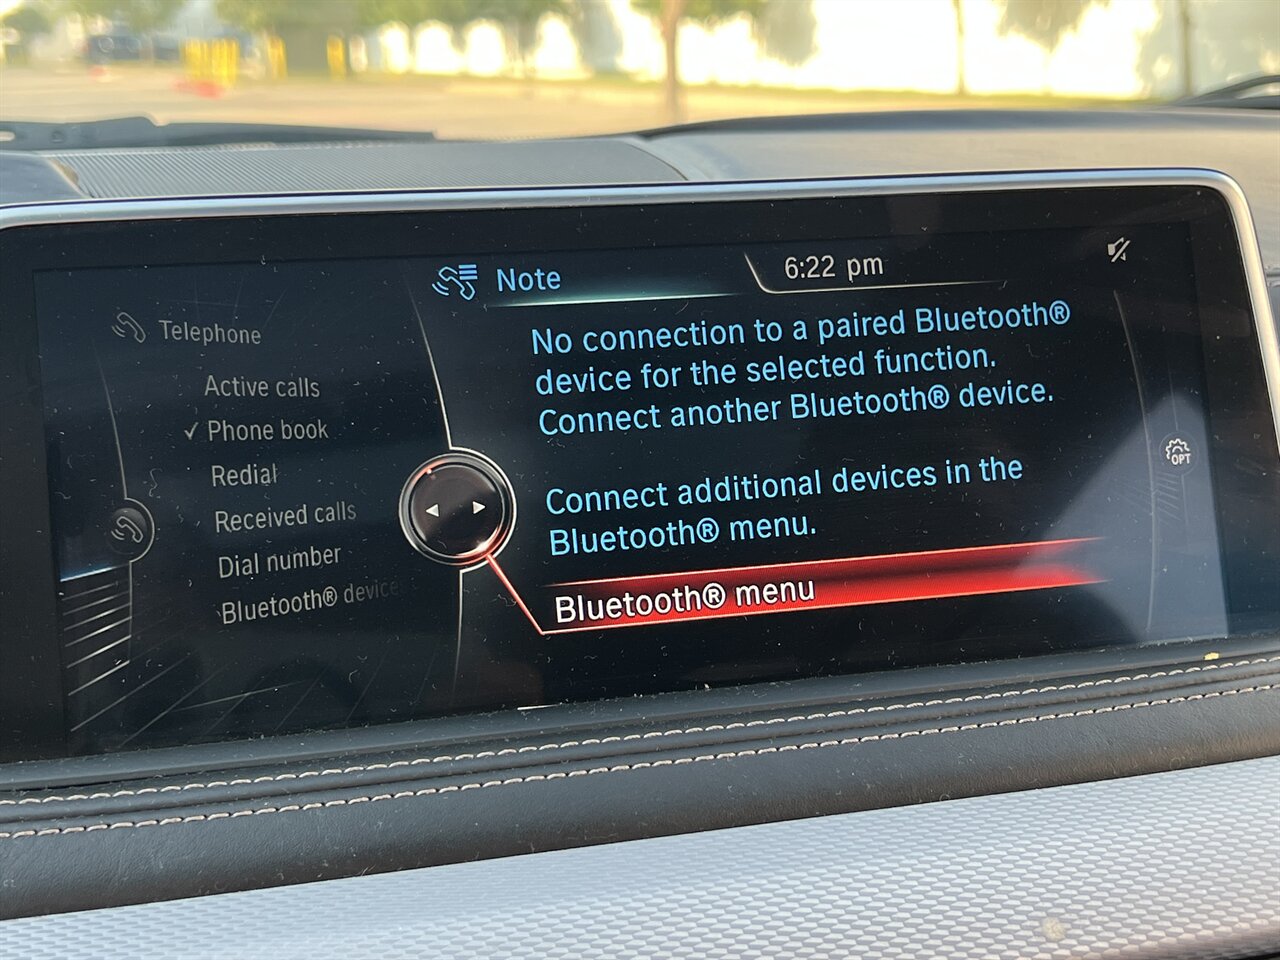 Note
6:22 pm
Telephone
Active calls
✓ Phone book
Redial
Received calls
Dial number
Bluetooth® device
No connection to a paired Bluetooth®
device for the selected function.
Connect another Bluetooth® device.
Connect additional devices in the
Bluetooth® menu.
Bluetooth® menu
OPT